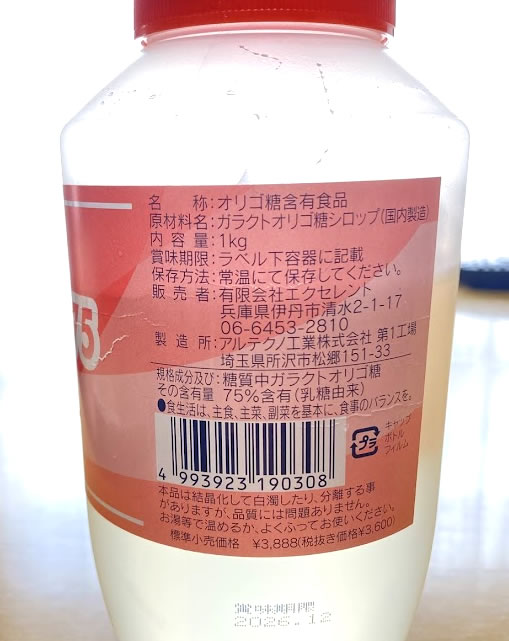 名称:オリゴ糖含有食品
原材料名:ガラクトオリゴ糖シロップ(国内製造)
内容量:1kg
賞味期限:ラベル下容器に記載
保存方法:常温にて保存してください。
販売者:有限会社エクセレント
兵庫県伊丹市清水2-1-17
06-6453-2810
製造所:アルテクノ工業株式会社 第1工場
埼玉県所沢市松郷151-33
規格成分及び:糖質中ガラクトオリゴ糖
その含有量 75%含有(乳糖由来)
●食生活は、主食、主菜、副菜を基本に、食事のバランスを。
プラ
キャップ
ボトル
フィルム
4 993923 190308
本品は結晶化して白濁したり、分離する事
がありますが、品質には問題ありません。
お湯等で温めるか、よくふってお使いください。
標準小売価格 ¥3,888(税抜き価格¥3,600)
賞味期限
2026.12